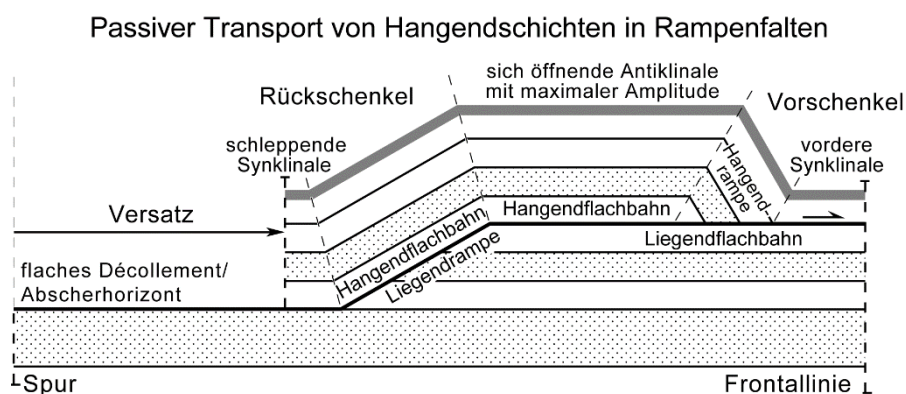 Passiver Transport von Hangendschichten in Rampenfalten
Rückschenkel
sich öffnende Antiklinale
mit maximaler Amplitude
Vorschenkel
schleppende
Synklinale
vordere
Synklinale
Hangend-
rampe
Versatz
Hangendflachbahn
Hangendflachbahn
Liegendrampe
Liegendflachbahn
flaches Décollement/
Abscherhorizont
Spur
Frontallinie